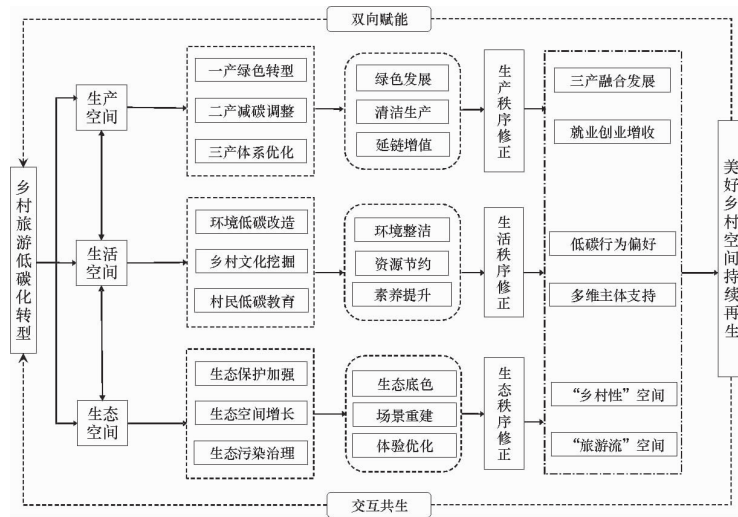 双向赋能
乡村旅游低碳化转型
生产
空间
一产绿色转型
二产减碳调整
三产体系优化
绿色发展
清洁生产
延链增值
生产秩序修正
三产融合发展
就业创业增收
生活
空间
环境低碳改造
乡村文化挖掘
村民低碳教育
环境整洁
资源节约
素养提升
生活秩序修正
低碳行为偏好
多维主体支持
生态
空间
生态保护加强
生态空间增长
生态污染治理
生态底色
场景重建
体验优化
生态秩序修正
“乡村性”空间
“旅游流”空间
美好乡村空间持续再生
交互共生